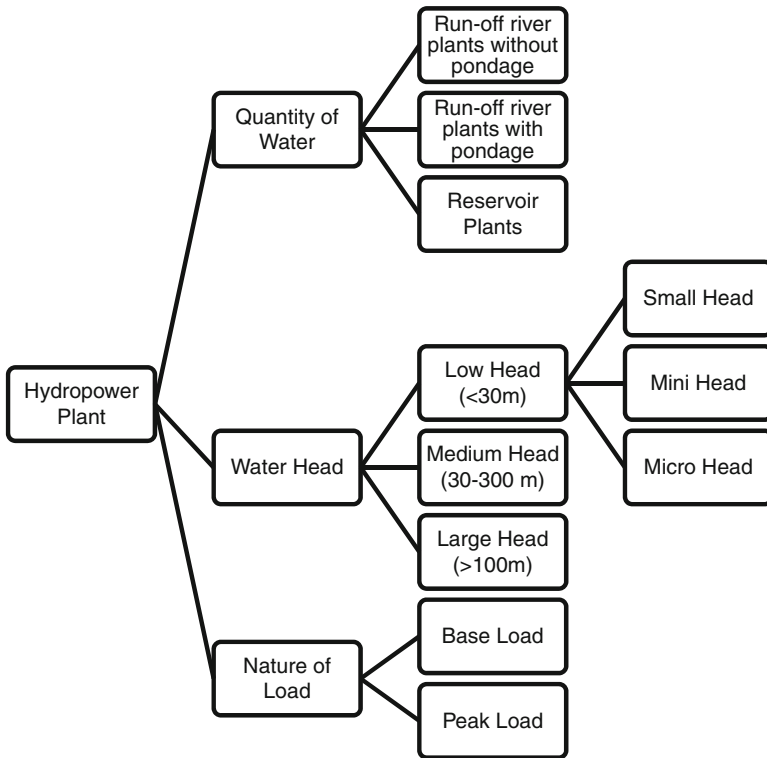 Run-off river
plants without
pondage
Quantity of
Water
Run-off river
plants with
pondage
Reservoir
Plants
Small Head
Hydropower
Plant
Low Head
(<30m)
Mini Head
Water Head
Medium Head
(30-300 m)
Micro Head
Large Head
(>100m)
Nature of
Load
Base Load
Peak Load